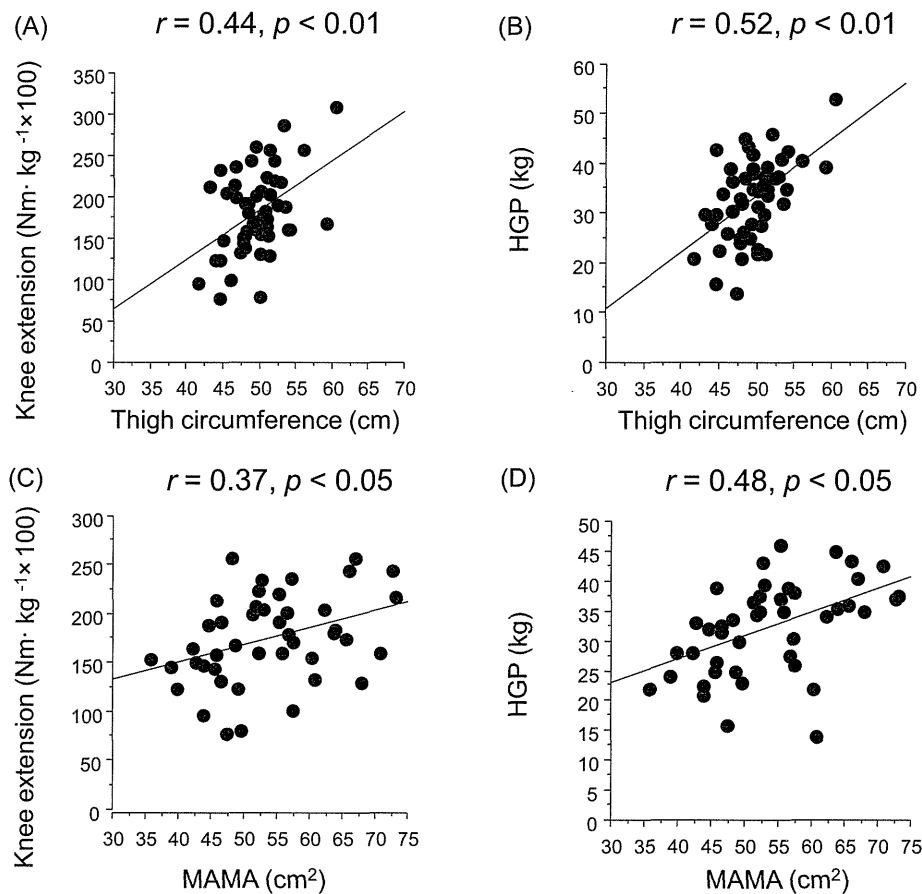 (A) r = 0.44, p < 0.01
Knee extension (Nm· kg ⁻¹×100)
350
300
250
200
150
100
50
0
30 35 40 45 50 55 60 65 70
Thigh circumference (cm)
(B) r = 0.52, p < 0.01
HGP (kg)
60
50
40
30
20
10
0
30 35 40 45 50 55 60 65 70
Thigh circumference (cm)
(C) r = 0.37, p < 0.05
Knee extension (Nm· kg ⁻¹×100)
300
250
200
150
100
50
0
30 35 40 45 50 55 60 65 70 75
MAMA (cm²)
(D) r = 0.48, p < 0.05
HGP (kg)
50
45
40
35
30
25
20
15
10
5
0
30 35 40 45 50 55 60 65 70 75
MAMA (cm²)